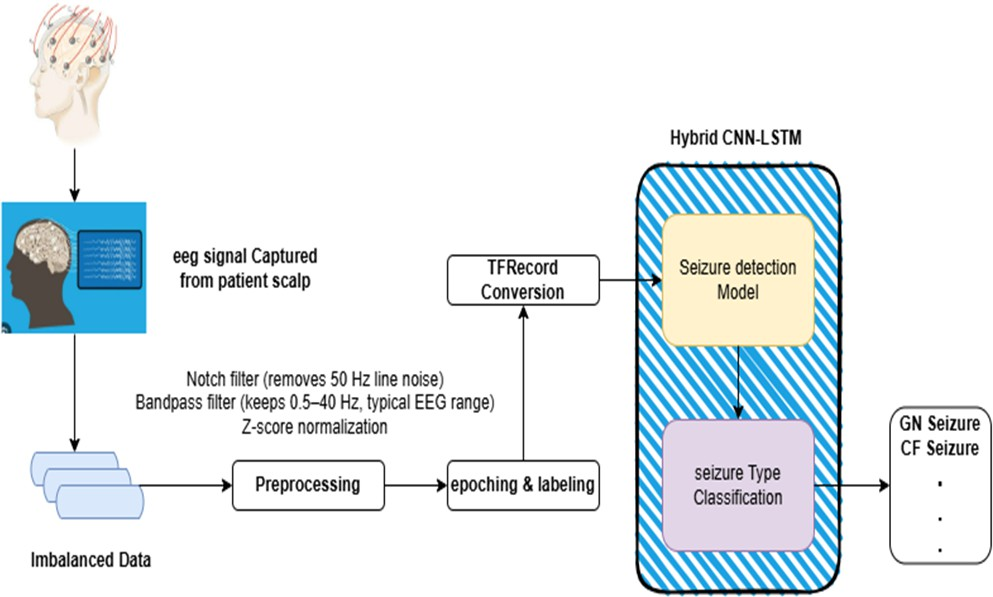 Hybrid CNN-LSTM
eeg signal Captured
from patient scalp
TFRecord
Conversion
Seizure detection
Model
Notch filter (removes 50 Hz line noise)
Bandpass filter (keeps 0.5–40 Hz, typical EEG range)
Z-score normalization
Preprocessing
epoching & labeling
seizure Type
Classification
GN Seizure
CF Seizure
.
.
.
Imbalanced Data